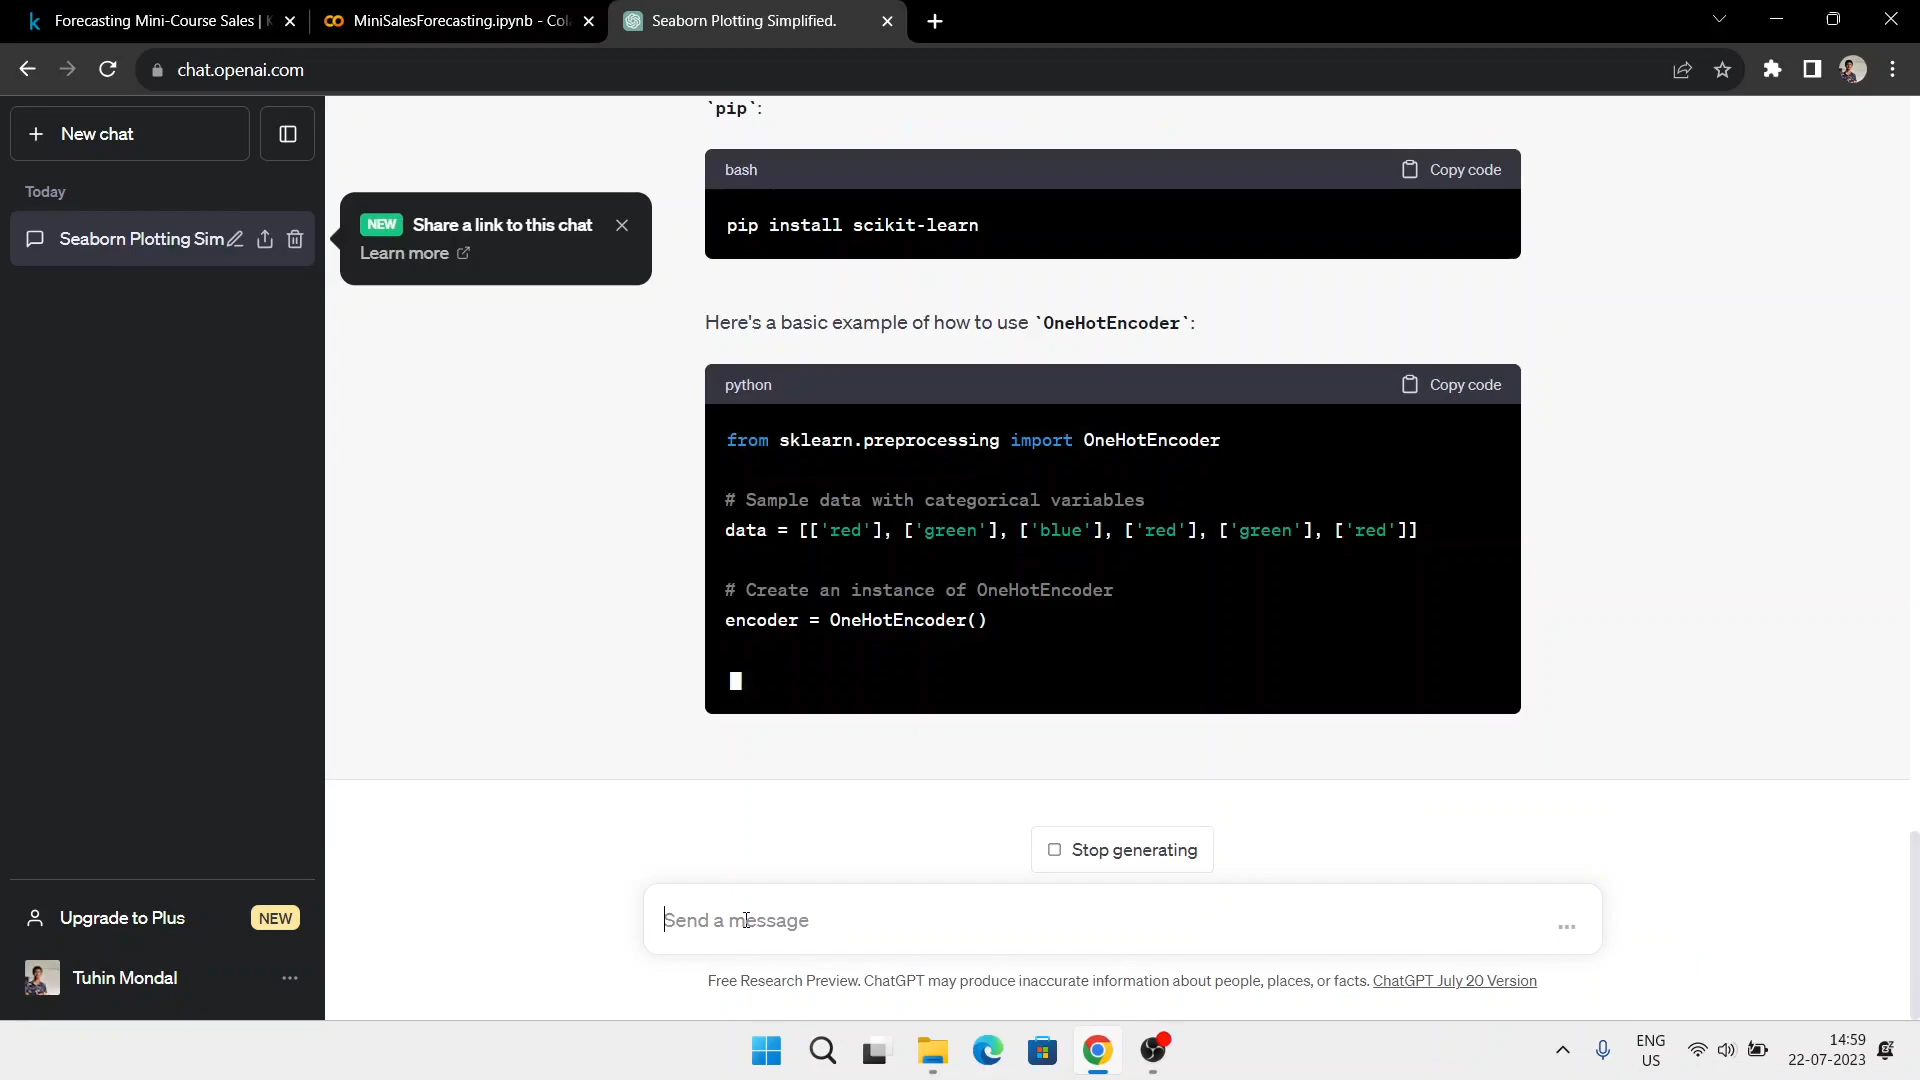 Forecasting Mini-Course Sales |
MiniSalesForecasting.ipynb - Col
Seaborn Plotting Simplified.
chat.openai.com
New chat
Today
Seaborn Plotting Sim
NEW Share a link to this chat
Learn more
`pip`:
bash
Copy code
pip install scikit-learn
Here's a basic example of how to use `OneHotEncoder`:
python
Copy code
from sklearn.preprocessing import OneHotEncoder
# Sample data with categorical variables
data = [['red'], ['green'], ['blue'], ['red'], ['green'], ['red']]
# Create an instance of OneHotEncoder
encoder = OneHotEncoder()
Stop generating
Send a message
Free Research Preview. ChatGPT may produce inaccurate information about people, places, or facts. ChatGPT July 20 Version
Upgrade to Plus
NEW
Tuhin Mondal
ENG
US
14:59
22-07-2023